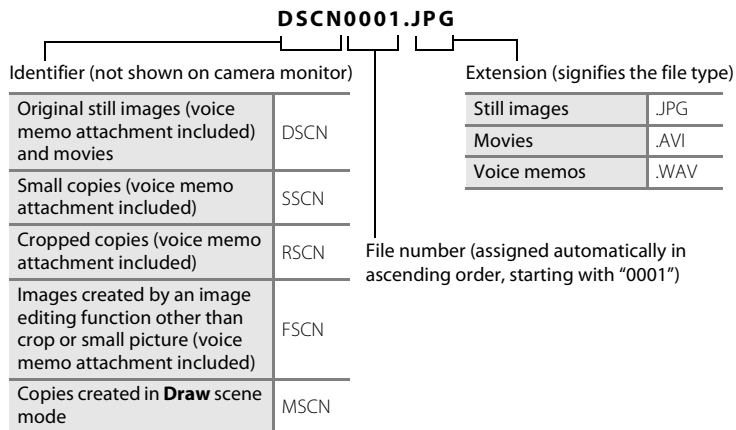 DSCN0001.JPG
Identifier (not shown on camera monitor)
Original still images (voice
memo attachment included)
and movies
DSCN
Small copies (voice memo
attachment included)
SSCN
Cropped copies (voice memo
attachment included)
RSCN
Images created by an image
editing function other than
crop or small picture (voice
memo attachment included)
FSCN
Copies created in Draw scene
mode
MSCN
Extension (signifies the file type)
Still images .JPG
Movies .AVI
Voice memos .WAV
File number (assigned automatically in
ascending order, starting with “0001”)